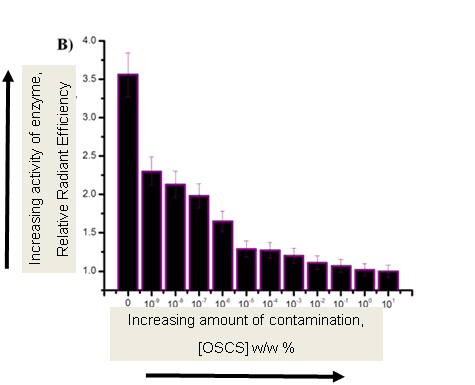 B)
4.0
3.5
3.0
2.5
2.0
1.5
1.0
Increasing activity of enzyme,
Relative Radiant Efficiency
0 10⁻⁹ 10⁻⁸ 10⁻⁷ 10⁻⁶ 10⁻⁵ 10⁻⁴ 10⁻³ 10⁻² 10⁻¹ 10⁰ 10¹
Increasing amount of contamination,
[OSCS] w/w %